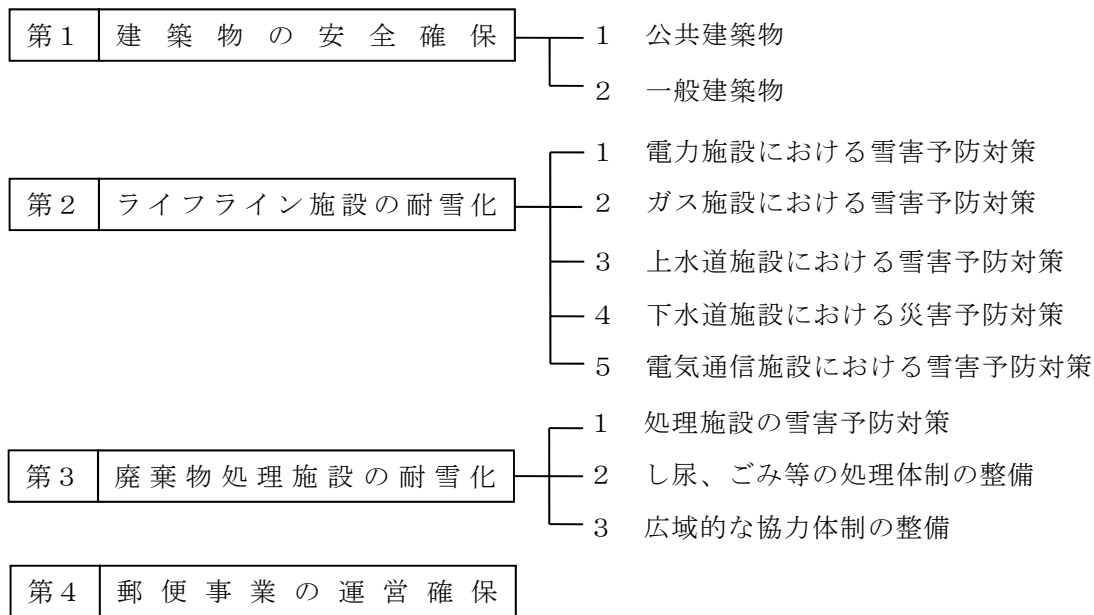 第１ 建築物の安全確保
１ 公共建築物
２ 一般建築物
第２ ライフライン施設の耐雪化
１ 電力施設における雪害予防対策
２ ガス施設における雪害予防対策
３ 上水道施設における雪害予防対策
４ 下水道施設における災害予防対策
５ 電気通信施設における雪害予防対策
第３ 廃棄物処理施設の耐雪化
１ 処理施設の雪害予防対策
２ し尿、ごみ等の処理体制の整備
３ 広域的な協力体制の整備
第４ 郵便事業の運営確保